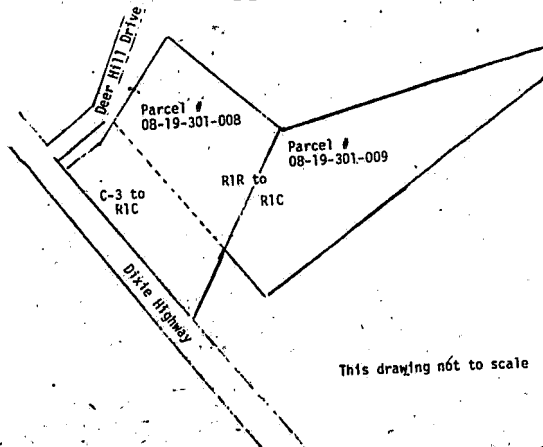 Deer Hill Drive
Parcel #
08-19-301-008
Parcel #
08-19-301-009
R1R to
R1C
C-3 to
R1C
Dixie Highway
This drawing not to scale